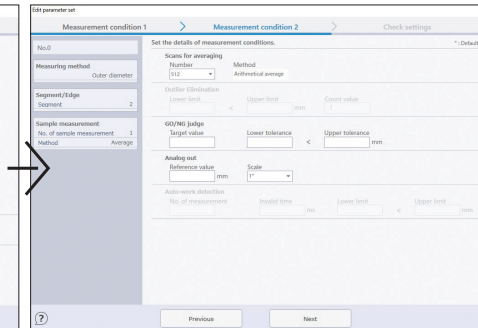 Edit parameter set
Measurement condition 1
Measurement condition 2
Check settings
No.0
Measuring method
Outer diameter
Segment/Edge
Segment 2
Sample measurement
No. of sample measurement 1
Method Average
Set the details of measurement conditions.
* : Default
Scans for averaging
Number Method
512 Arithmetical average
Outlier Elimination
Lower limit Upper limit Count value
< mm 1
GO/NG judge
Target value Lower tolerance Upper tolerance
< mm
Analog out
Reference value Scale
mm 1*
Auto-work detection
No. of measurement Invalid time Lower limit Upper limit
ms < mm
?
Previous
Next